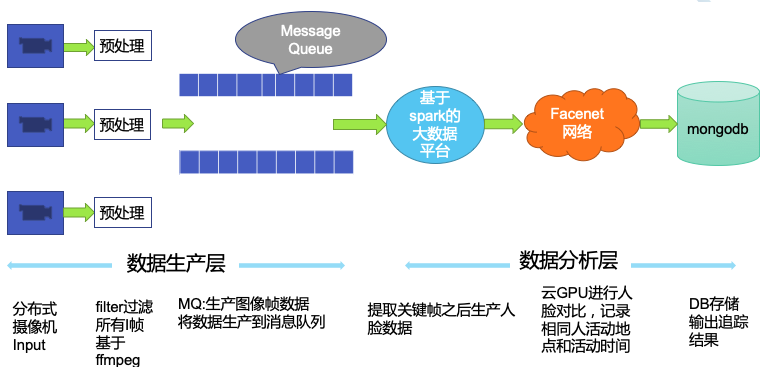 预处理
预处理
预处理
Message
Queue
基于
spark的
大数据
平台
Facenet
网络
mongodb
数据生产层
数据分析层
分布式
摄像机
Input
filter过滤
所有I帧
基于
ffmpeg
MQ:生产图像帧数据
将数据生产到消息队列
提取关键帧之后生产人
脸数据
云GPU进行人
脸对比，记录
相同人活动地
点和活动时间
DB存储
输出追踪
结果